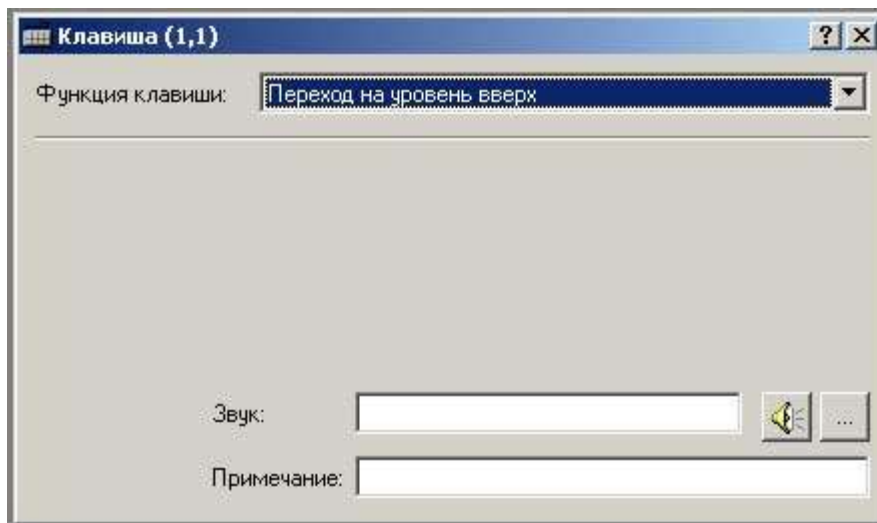 Клавиша (1,1)
Функция клавиши: Переход на уровень вверх
Звук: ...
Примечание: